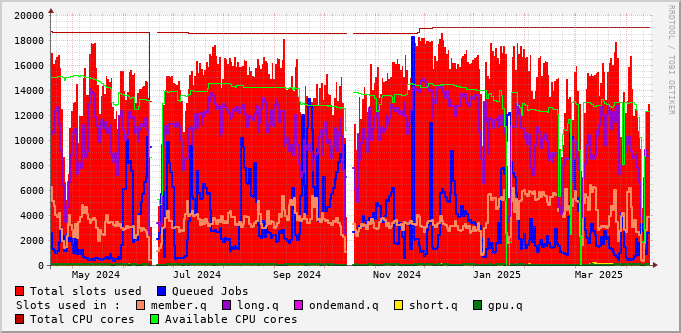 20000
18000
16000
14000
12000
10000
8000
6000
4000
2000
0
May 2024 Jul 2024 Sep 2024 Nov 2024 Jan 2025 Mar 2025
RRDTOOL / TOBI OETIKER
Total slots used Queued Jobs
Slots used in : member.q long.q ondemand.q short.q gpu.q
Total CPU cores Available CPU cores